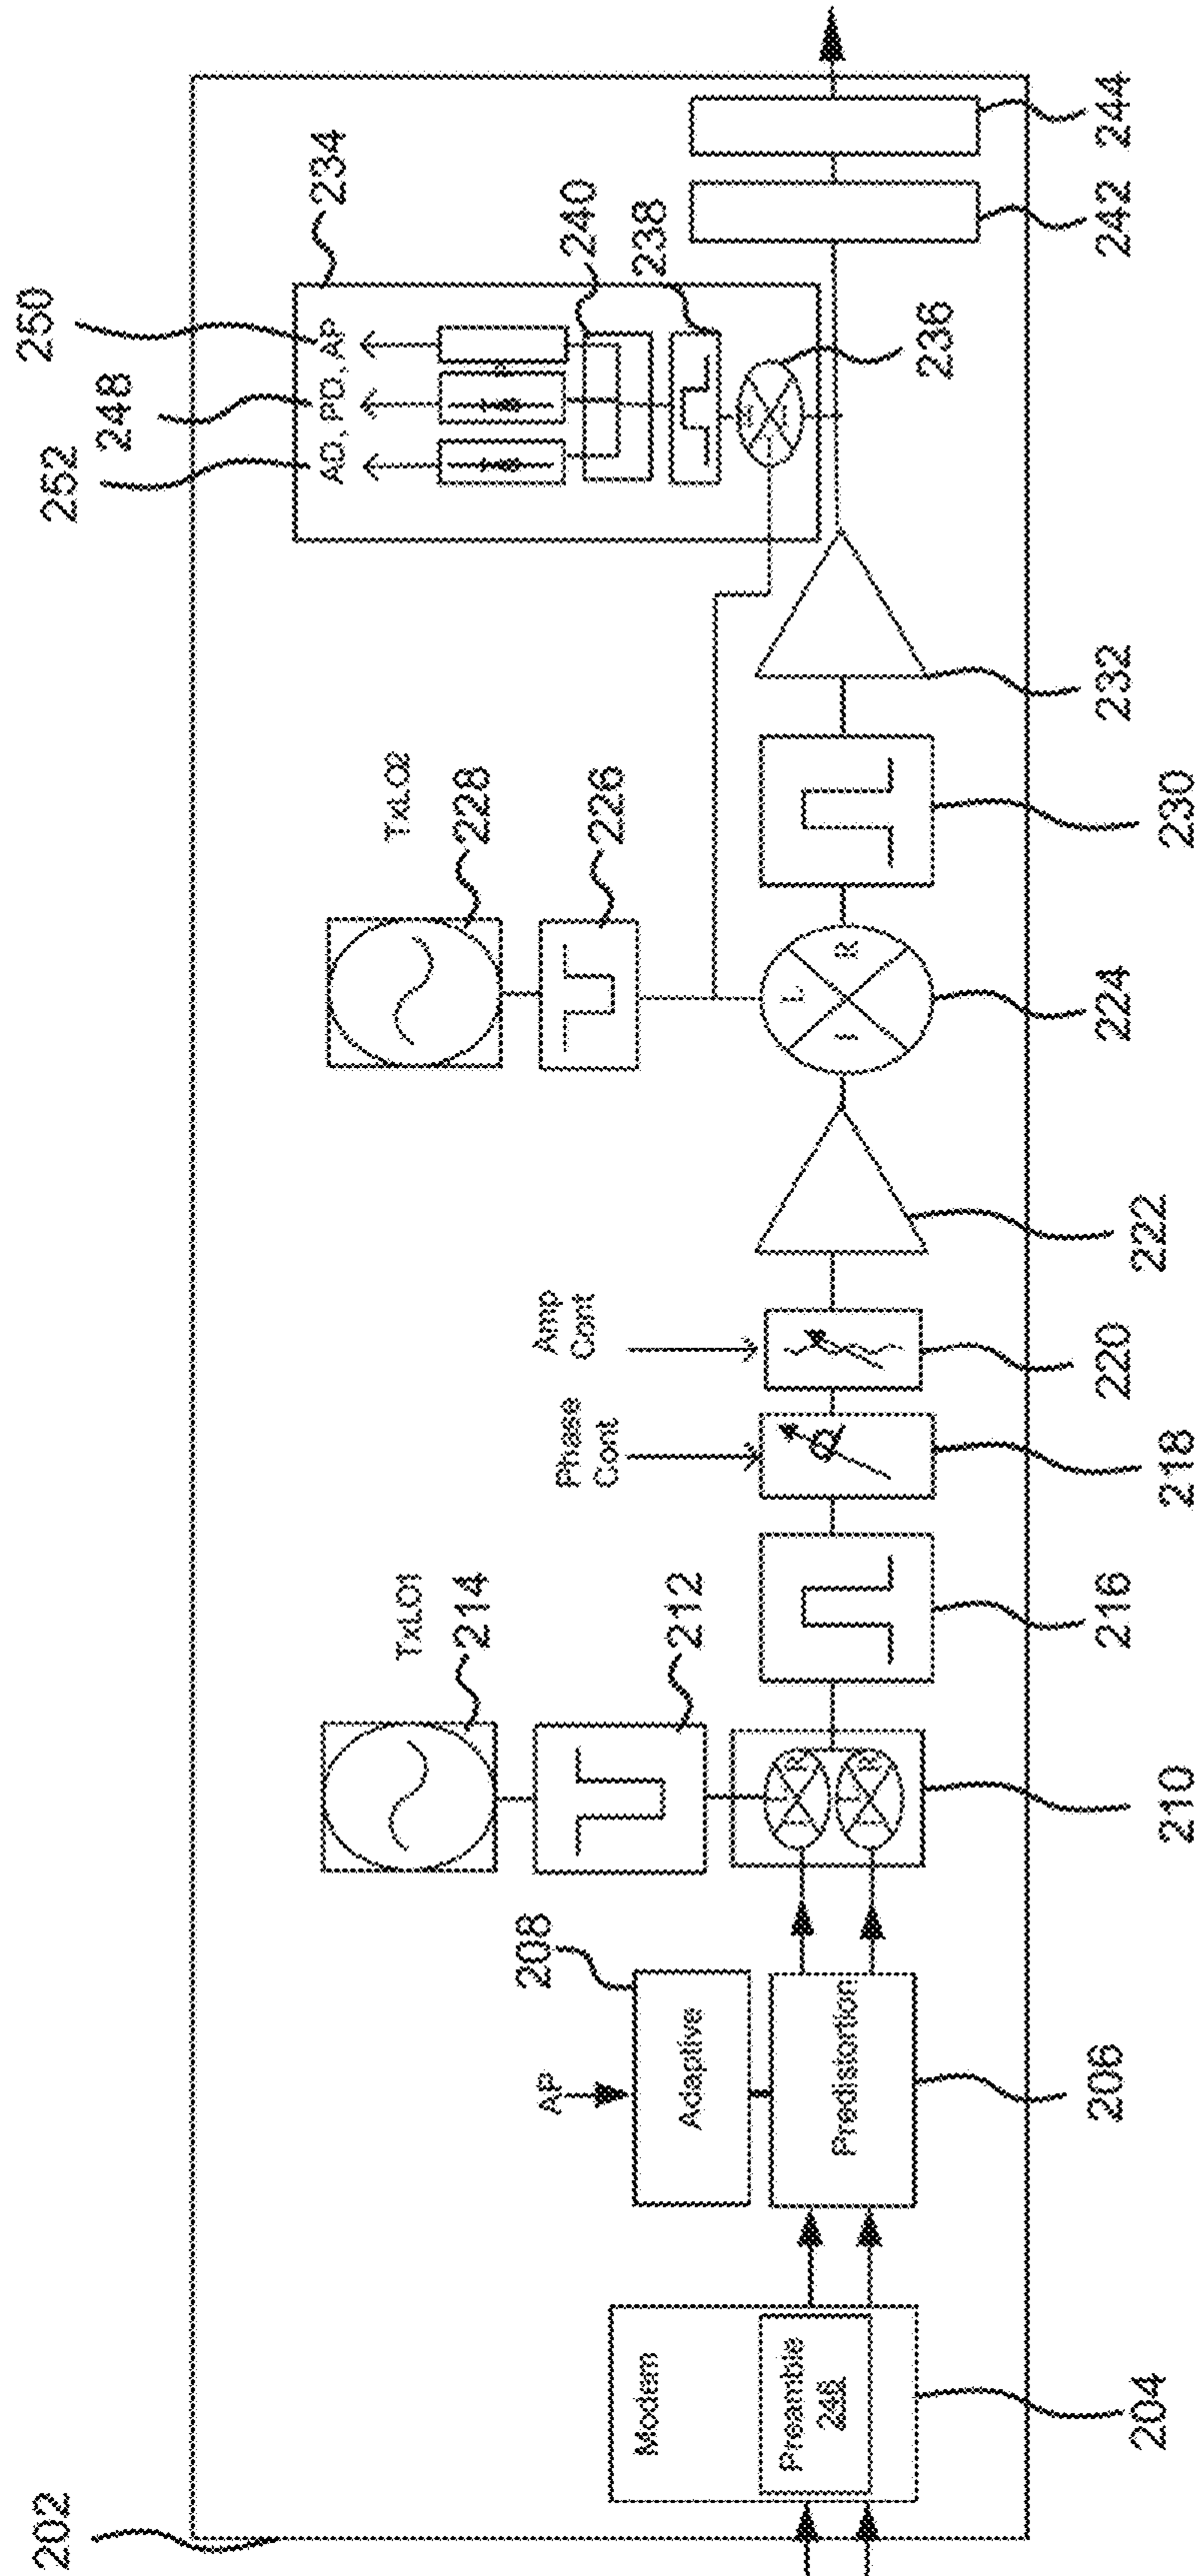 202
Modem
Preamble
246
204
AP
208
Adaptive
Predistortion
206
TxLO1
214
212
L
I
R
L
I
R
210
216
Phase
Cont
218
Amp
Cont
220
222
TxLO2
228
226
L
I
R
224
230
232
252
248
250
AD, PD, AP
234
240
238
236
242
244